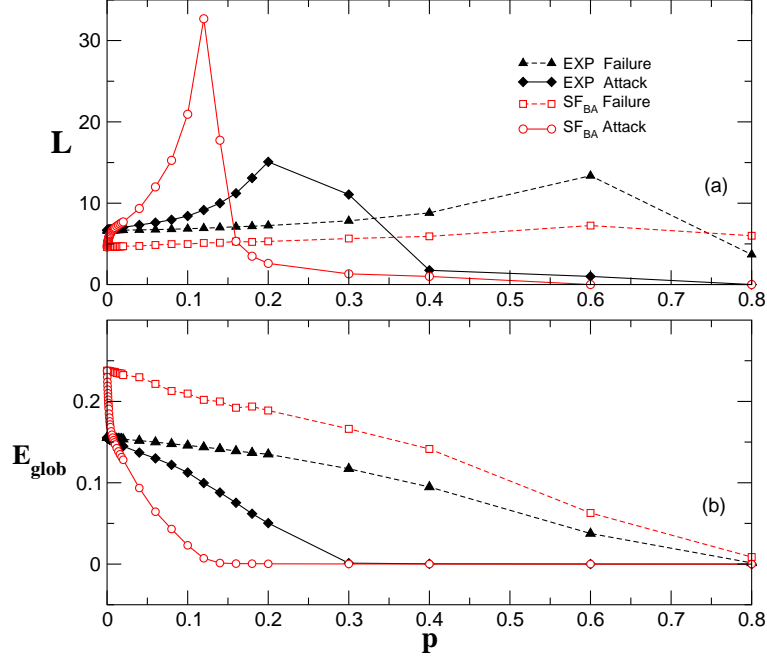 30
20
10
0
L
EXP Failure
EXP Attack
SF_BA Failure
SF_BA Attack
(a)
0 0.1 0.2 0.3 0.4 0.5 0.6 0.7 0.8
0.2
0.1
0
E_glob
(b)
0 0.1 0.2 0.3 0.4 0.5 0.6 0.7 0.8
p